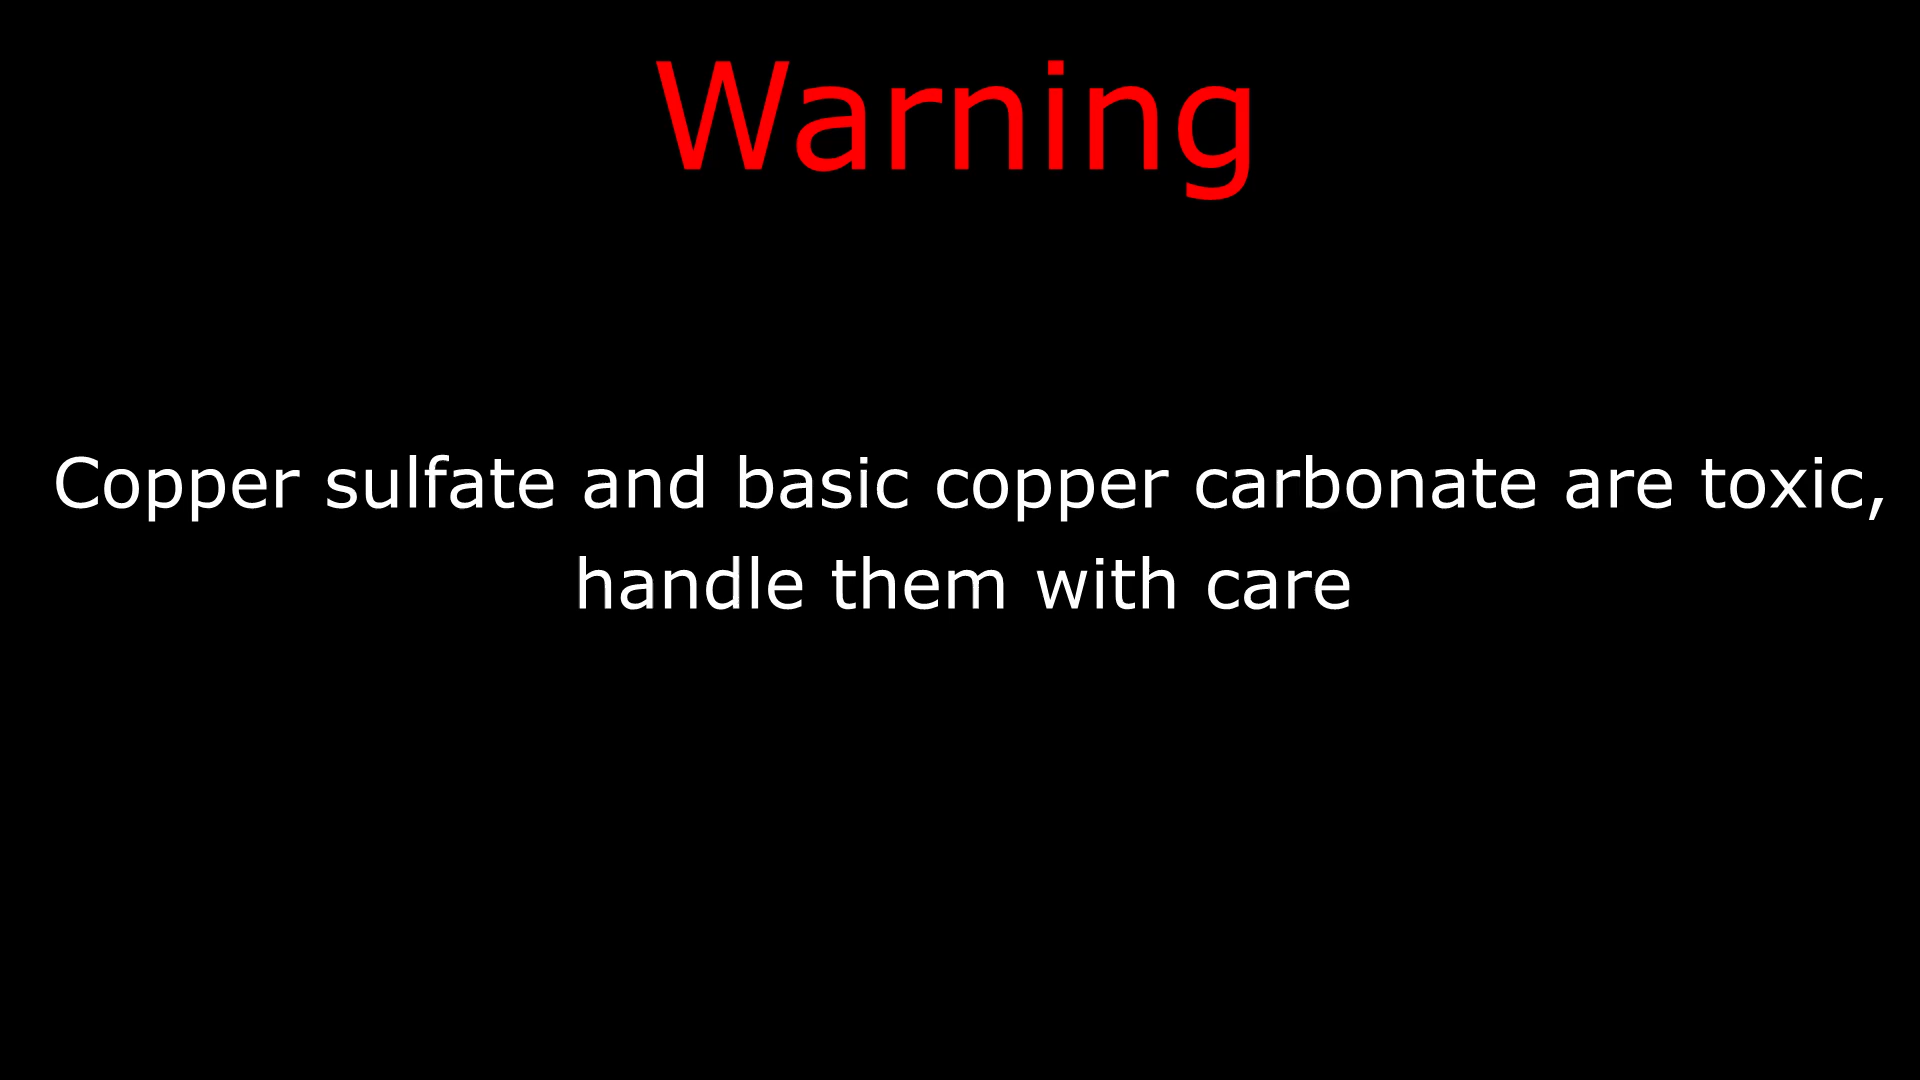 Warning
Copper sulfate and basic copper carbonate are toxic,
handle them with care